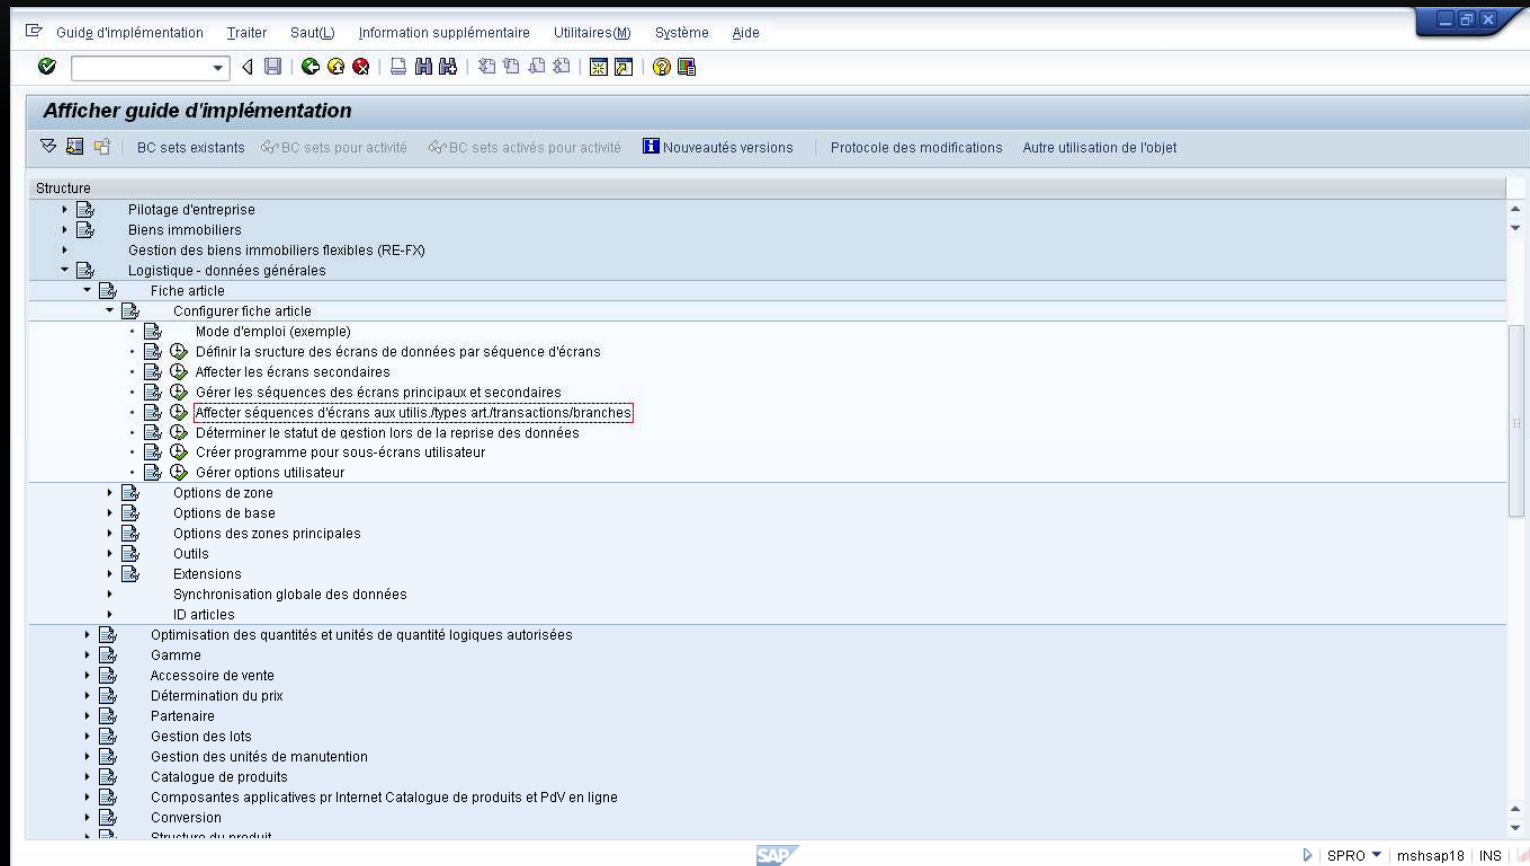 Guide d'implémentation Traiter Saut(L) Information supplémentaire Utilitaires(M) Système Aide
Afficher guide d'implémentation
BC sets existants BC sets pour activité BC sets activés pour activité Nouveautés versions Protocole des modifications Autre utilisation de l'objet
Structure
Pilotage d'entreprise
Biens immobiliers
Gestion des biens immobiliers flexibles (RE-FX)
Logistique - données générales
Fiche article
Configurer fiche article
Mode d'emploi (exemple)
Définir la sructure des écrans de données par séquence d'écrans
Affecter les écrans secondaires
Gérer les séquences des écrans principaux et secondaires
Affecter séquences d'écrans aux utilis./types art./transactions/branches
Déterminer le statut de gestion lors de la reprise des données
Créer programme pour sous-écrans utilisateur
Gérer options utilisateur
Options de zone
Options de base
Options des zones principales
Outils
Extensions
Synchronisation globale des données
ID articles
Optimisation des quantités et unités de quantité logiques autorisées
Gamme
Accessoire de vente
Détermination du prix
Partenaire
Gestion des lots
Gestion des unités de manutention
Catalogue de produits
Composantes applicatives pr Internet Catalogue de produits et PdV en ligne
Conversion
Structure du produit
SAP
SPRO mshsap18 INS